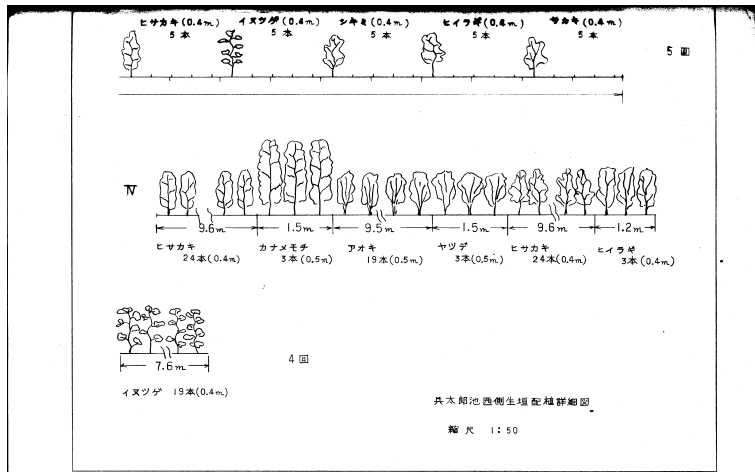 ヒサカキ(0.4m) イヌツゲ(0.4m) シキミ(0.4m) ヒイラギ(0.4m) サカキ(0.4m)
5本 5本 5本 5本 5本
5回
Ⅳ
9.6m 1.5m 9.5m 1.5m 9.6m 1.2m
ヒサカキ カナメモチ アオキ ヤツデ ヒサカキ ヒイラギ
24本(0.4m) 3本(0.5m) 19本(0.5m) 3本(0.5m) 24本(0.4m) 3本(0.4m)
7.6m
4回
イヌツゲ 19本(0.4m)
兵太郎池西側生垣配植詳細図
縮尺 1:50